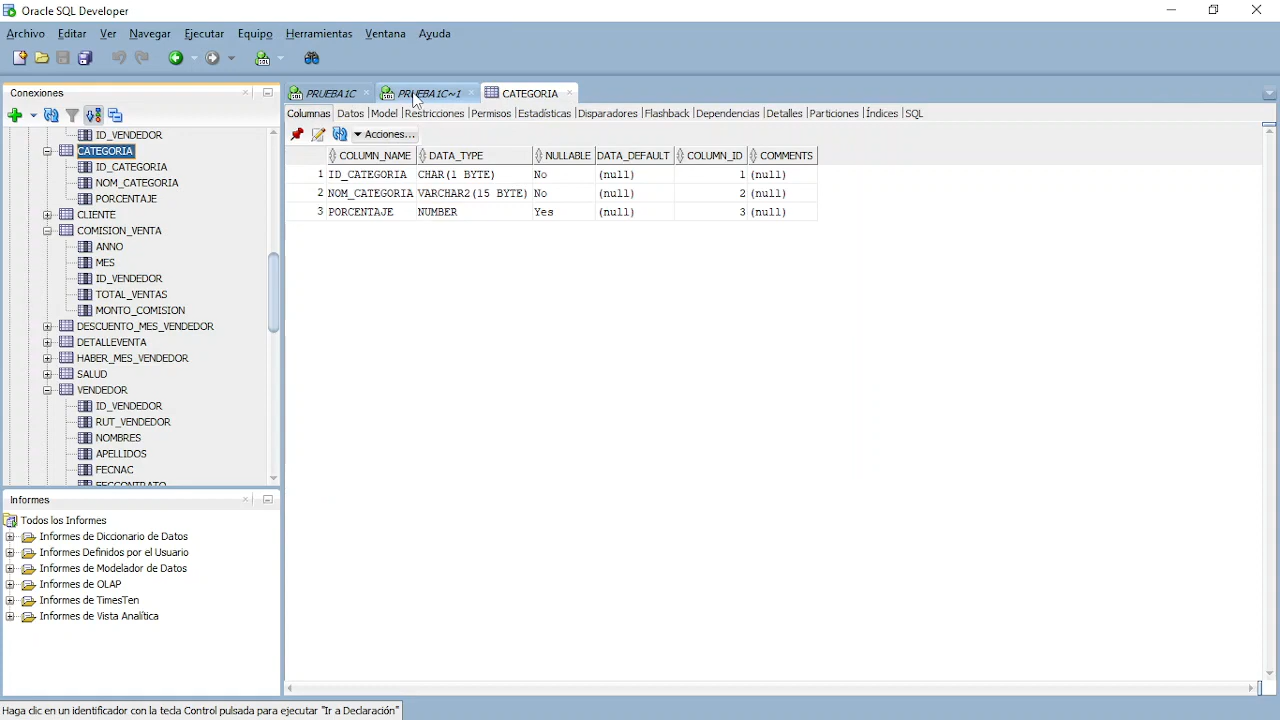 Oracle SQL Developer
Archivo Editar Ver Navegar Ejecutar Equipo Herramientas Ventana Ayuda
Conexiones
ID_VENDEDOR
CATEGORIA
ID_CATEGORIA
NOM_CATEGORIA
PORCENTAJE
CLIENTE
COMISION_VENTA
ANNO
MES
ID_VENDEDOR
TOTAL_VENTAS
MONTO_COMISION
DESCUENTO_MES_VENDEDOR
DETALLEVENTA
HABER_MES_VENDEDOR
SALUD
VENDEDOR
ID_VENDEDOR
RUT_VENDEDOR
NOMBRES
APELLIDOS
FECNAC
FECCONTRATO
Informes
Todos los Informes
Informes de Diccionario de Datos
Informes Definidos por el Usuario
Informes de Modelador de Datos
Informes de OLAP
Informes de TimesTen
Informes de Vista Analítica
PRUEBA1C PRUEBA1C~1 CATEGORIA
Columnas Datos Model Restricciones Permisos Estadísticas Disparadores Flashback Dependencias Detalles Particiones Índices SQL
Acciones...
COLUMN_NAME DATA_TYPE NULLABLE DATA_DEFAULT COLUMN_ID COMMENTS
1 ID_CATEGORIA CHAR(1 BYTE) No (null) 1 (null)
2 NOM_CATEGORIA VARCHAR2(15 BYTE) No (null) 2 (null)
3 PORCENTAJE NUMBER Yes (null) 3 (null)
Haga clic en un identificador con la tecla Control pulsada para ejecutar "Ir a Declaración"